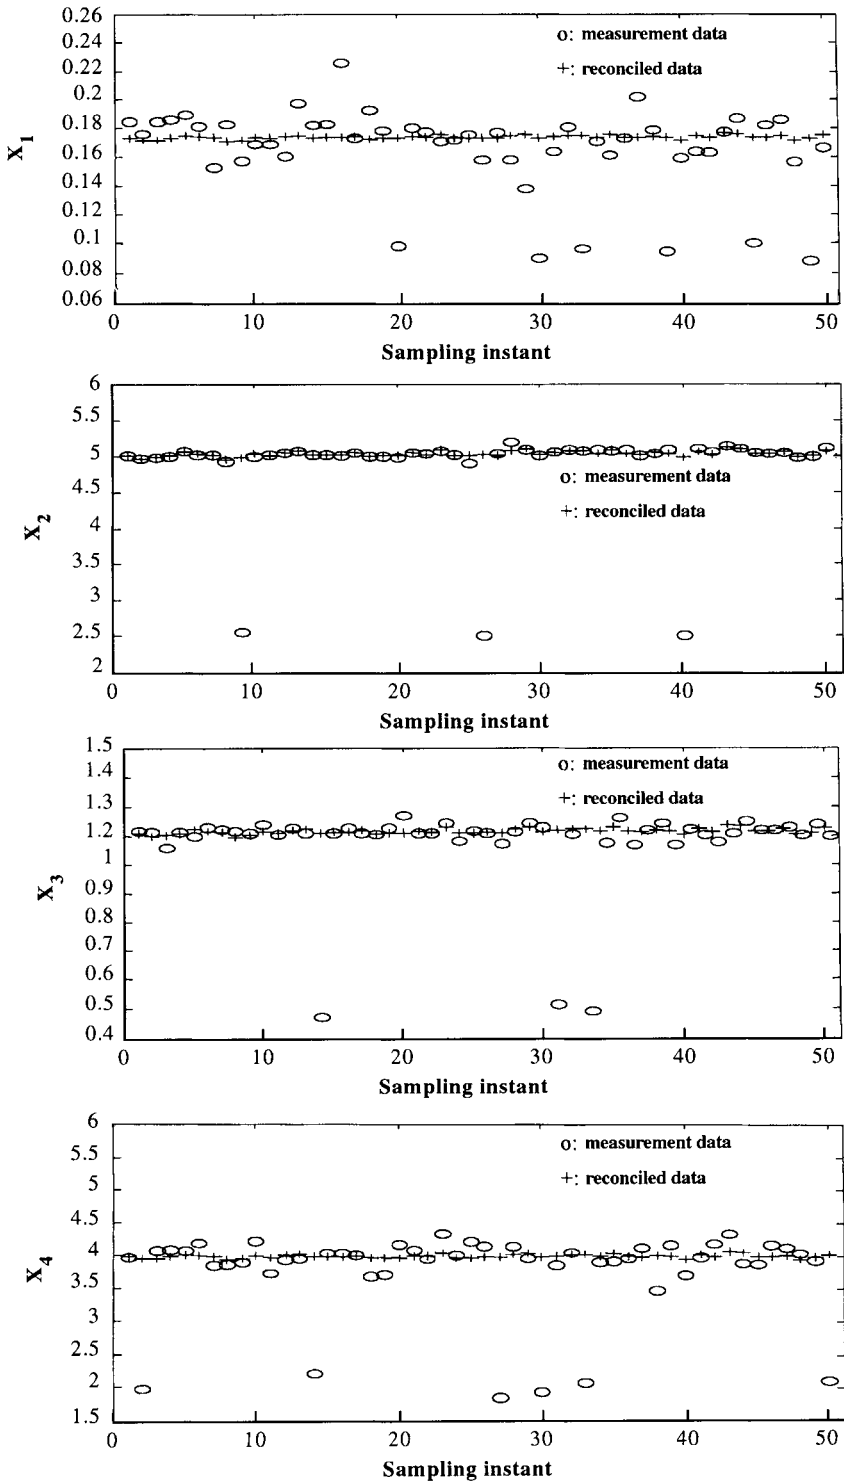 0.26
o: measurement data
0.24
0.22
+: reconciled data
0.2
0.18
X1
0.16
0.14
0.12
0.1
0.08
0.06
0 10 20 30 40 50
Sampling instant
6
5.5
5
o: measurement data
4.5
+: reconciled data
4
X2
3.5
3
2.5
2
0 10 20 30 40 50
Sampling instant
1.5
o: measurement data
1.4
+: reconciled data
1.3
1.2
1.1
1
X3
0.9
0.8
0.7
0.6
0.5
0.4
0 10 20 30 40 50
Sampling instant
6
o: measurement data
5.5
+: reconciled data
5
4.5
4
X4
3.5
3
2.5
2
1.5
0 10 20 30 40 50
Sampling instant